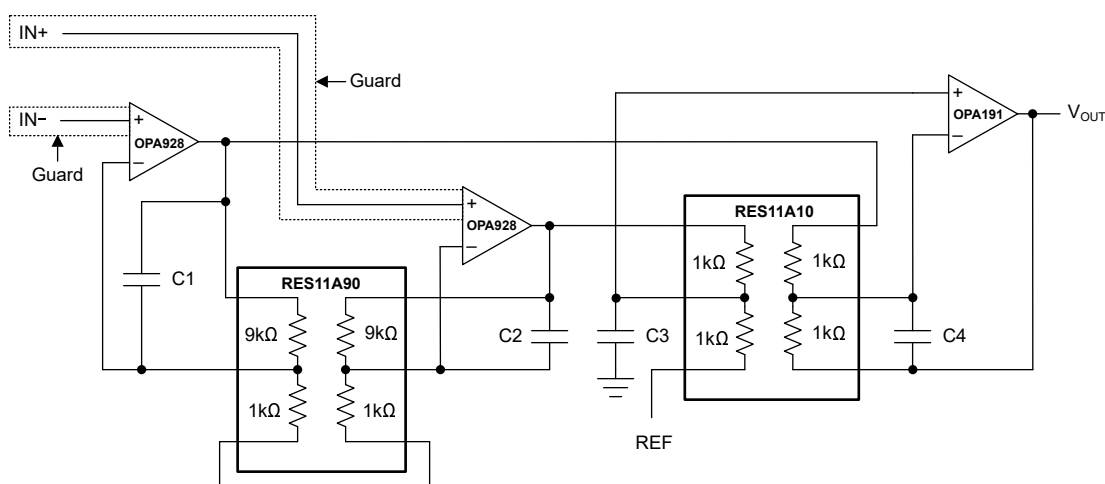 IN+
Guard
IN−
Guard
+
OPA928
−
+
OPA928
−
+
OPA191
−
VOUT
C1
RES11A90
9kΩ
9kΩ
1kΩ
1kΩ
C2
C3
RES11A10
1kΩ
1kΩ
1kΩ
1kΩ
C4
REF